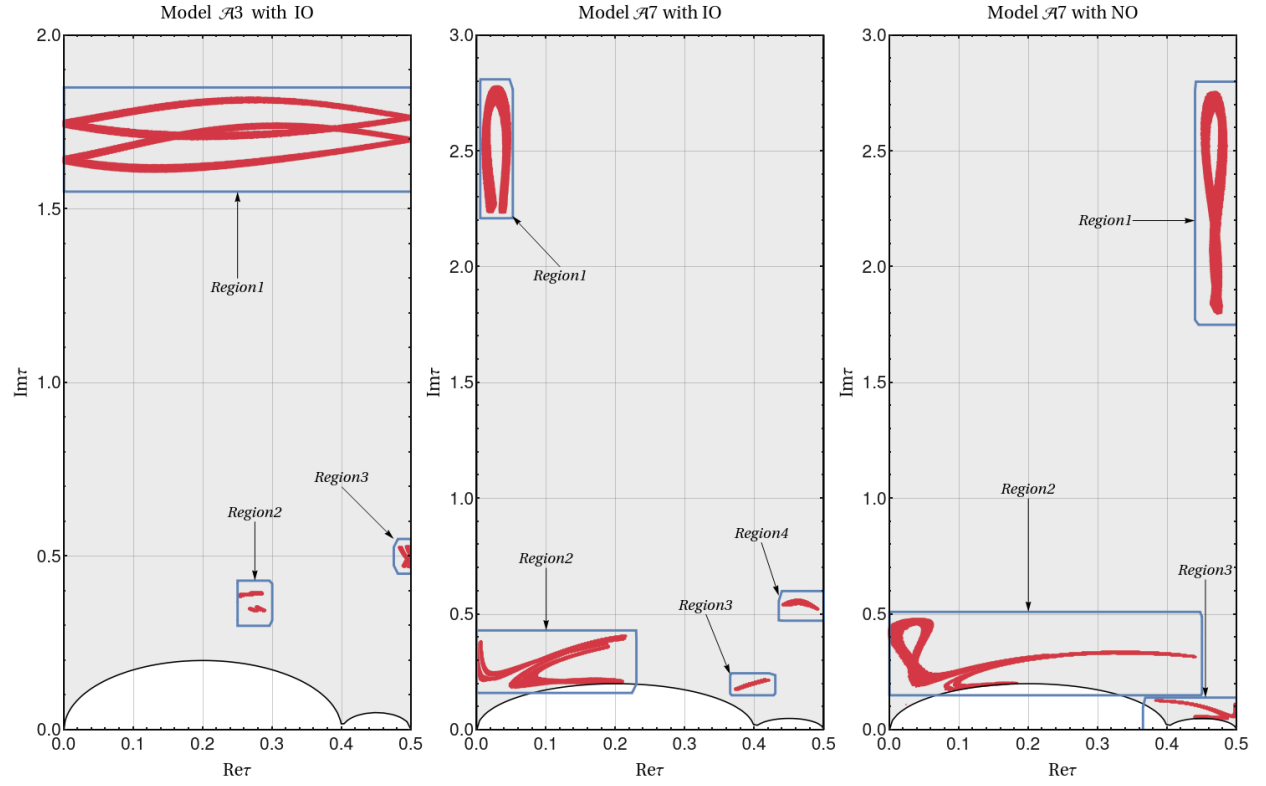 Model 𝒜3 with IO
2.0
1.5
1.0
0.5
0.0
0.0 0.1 0.2 0.3 0.4 0.5
Imτ
Reτ
Region1
Region2
Region3
Model 𝒜7 with IO
3.0
2.5
2.0
1.5
1.0
0.5
0.0
0.0 0.1 0.2 0.3 0.4 0.5
Imτ
Reτ
Region1
Region2
Region3
Region4
Model 𝒜7 with NO
3.0
2.5
2.0
1.5
1.0
0.5
0.0
0.0 0.1 0.2 0.3 0.4 0.5
Imτ
Reτ
Region1
Region2
Region3